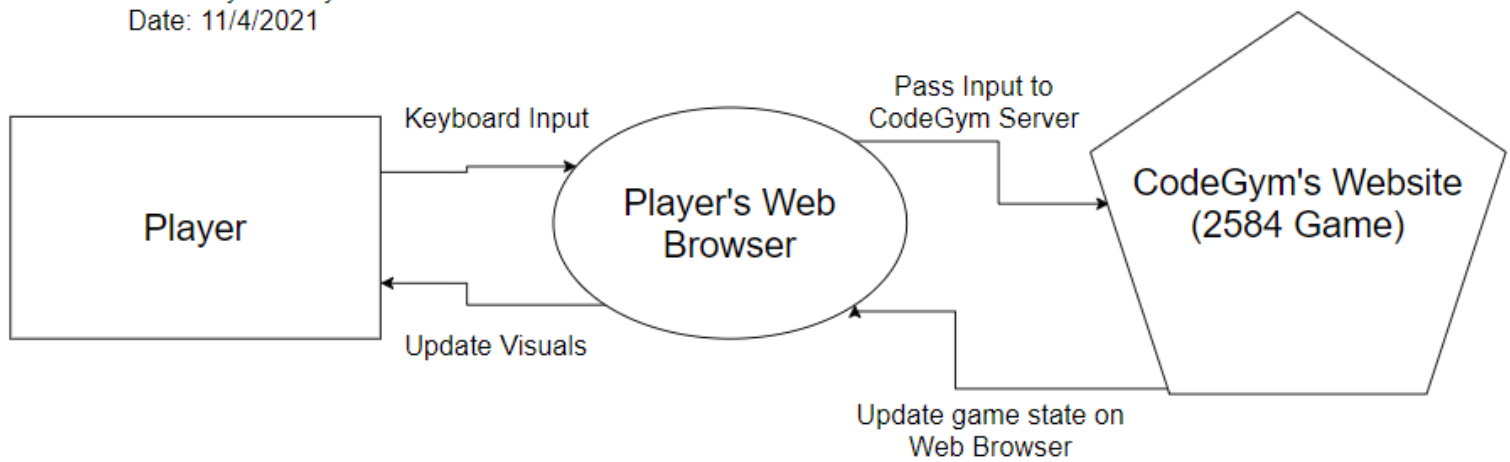 Date: 11/4/2021
Pass Input to
CodeGym Server
Keyboard Input
Player
Player's Web
Browser
CodeGym's Website
(2584 Game)
Update Visuals
Update game state on
Web Browser